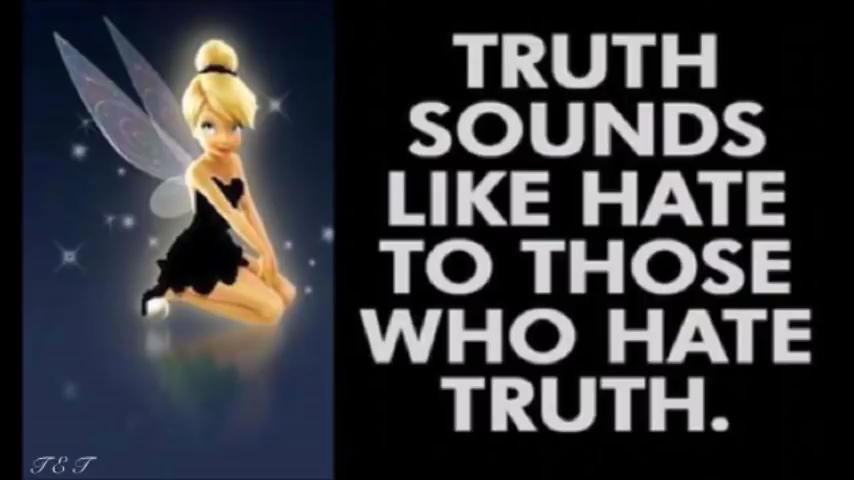 TRUTH
SOUNDS
LIKE HATE
TO THOSE
WHO HATE
TRUTH.
T&T